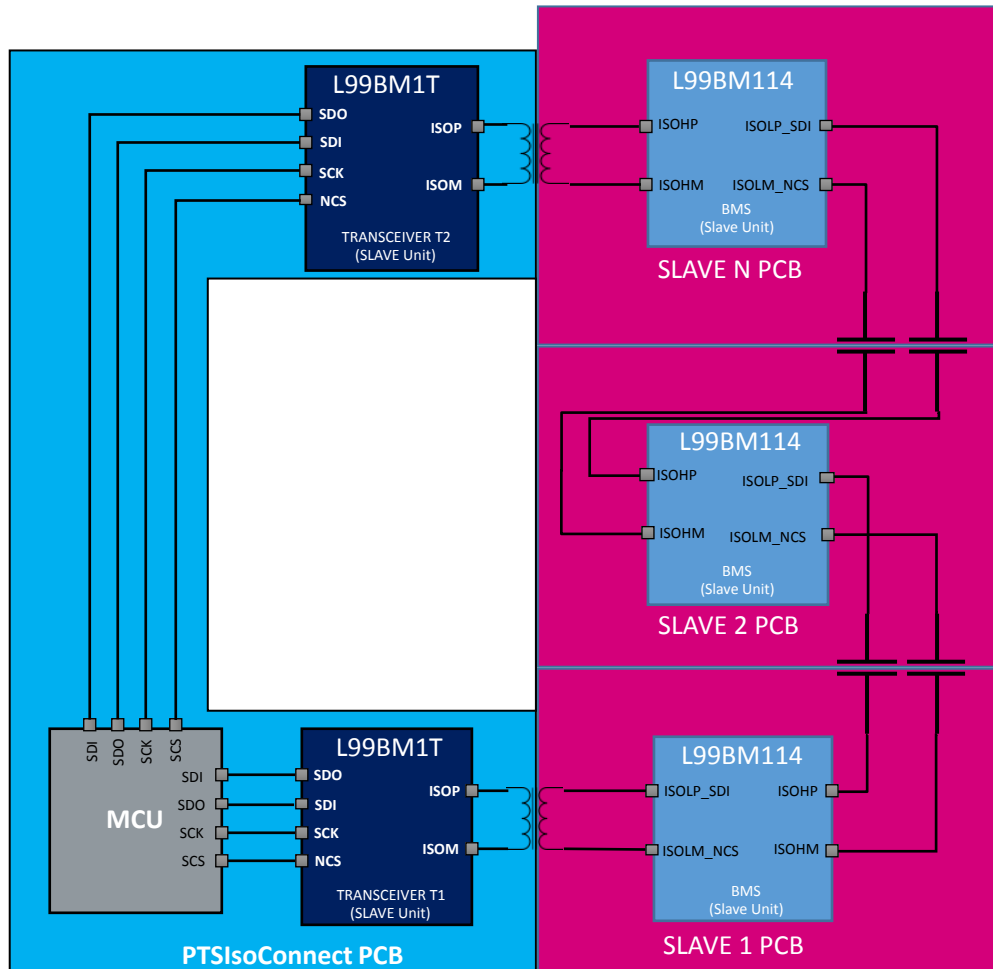 L99BM1T
SDO
SDI
SCK
NCS
ISOP
ISOM
TRANSCEIVER T2
(SLAVE Unit)
L99BM114
ISOHP
ISOHM
ISOLP_SDI
ISOLM_NCS
BMS
(Slave Unit)
SLAVE N PCB
L99BM114
ISOHP
ISOHM
ISOLP_SDI
ISOLM_NCS
BMS
(Slave Unit)
SLAVE 2 PCB
SDI
SDO
SCK
SCS
MCU
SDI
SDO
SCK
SCS
L99BM1T
SDO
SDI
SCK
NCS
ISOP
ISOM
TRANSCEIVER T1
(SLAVE Unit)
PTSIsoConnect PCB
L99BM114
ISOLP_SDI
ISOLM_NCS
ISOHP
ISOHM
BMS
(Slave Unit)
SLAVE 1 PCB